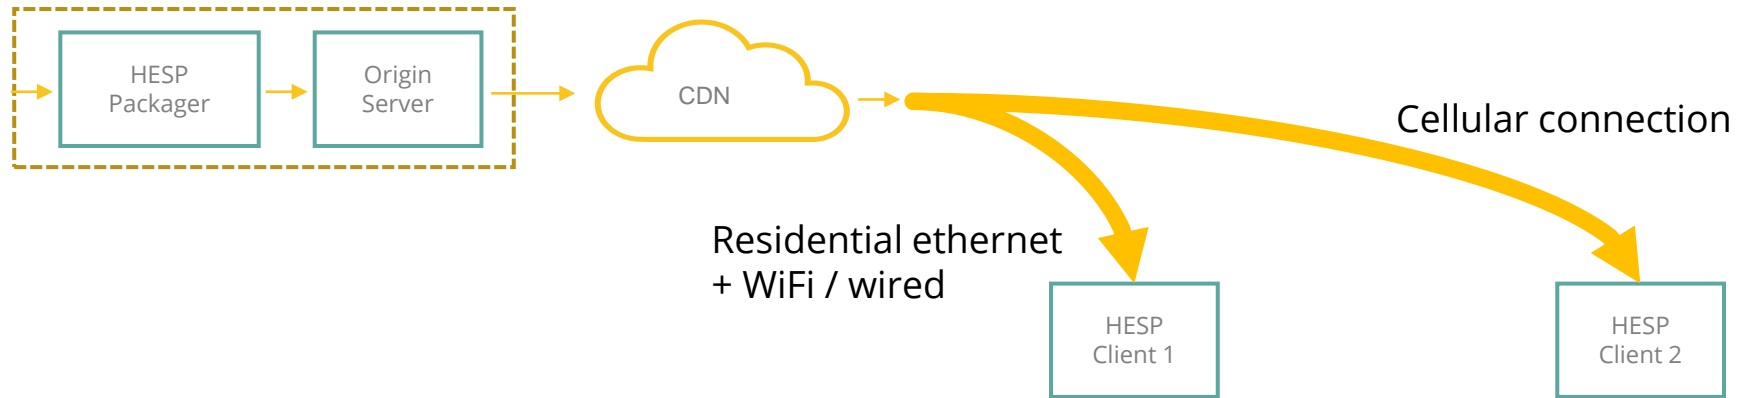 HESP
Packager
Origin
Server
CDN
Cellular connection
Residential ethernet
+ WiFi / wired
HESP
Client 1
HESP
Client 2